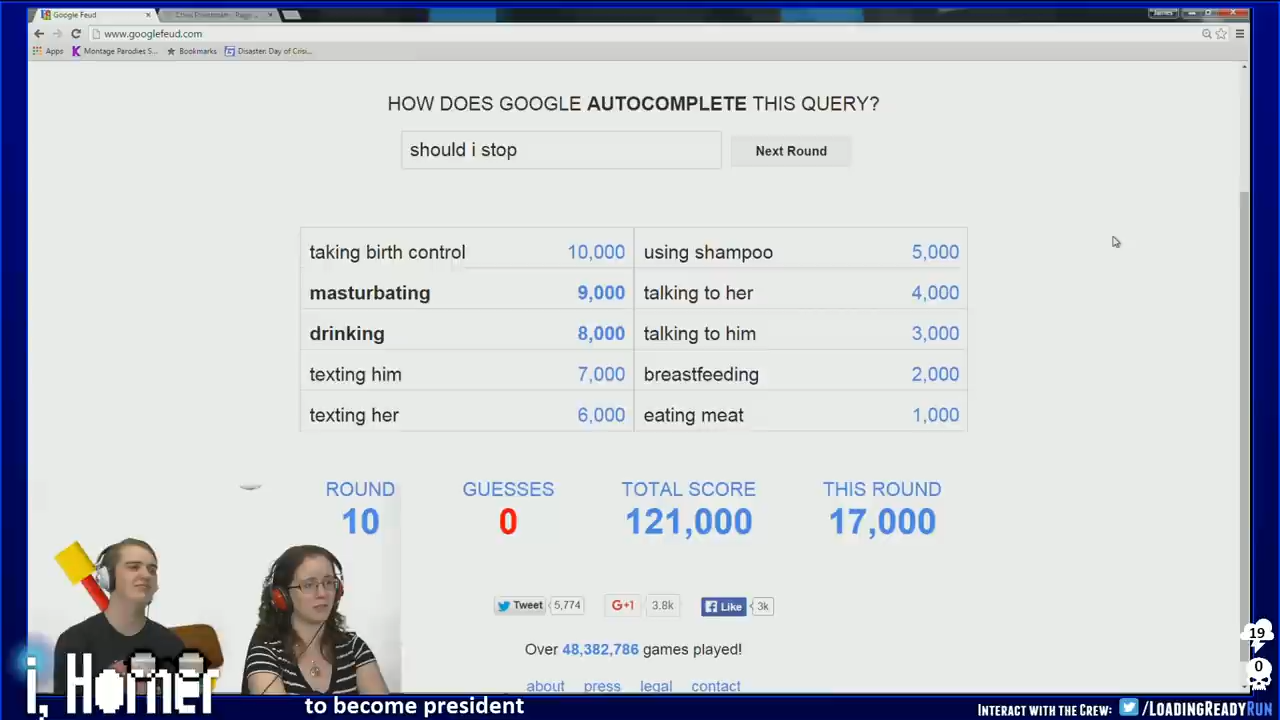 Google Feud
James
www.googlefeud.com
Apps
Montage Parodies S...
Bookmarks
Disaster: Day of Crisi...
HOW DOES GOOGLE AUTOCOMPLETE THIS QUERY?
should i stop
Next Round
taking birth control 10,000 using shampoo 5,000
masturbating 9,000 talking to her 4,000
drinking 8,000 talking to him 3,000
texting him 7,000 breastfeeding 2,000
texting her 6,000 eating meat 1,000
ROUND GUESSES TOTAL SCORE THIS ROUND
10 0 121,000 17,000
Tweet 5,774 G+1 3.8k Like 3k
Over 48,382,786 games played!
about press legal contact
19
0
i, Horner
to become president
INTERACT WITH THE CREW: /LOADINGREADYRUN